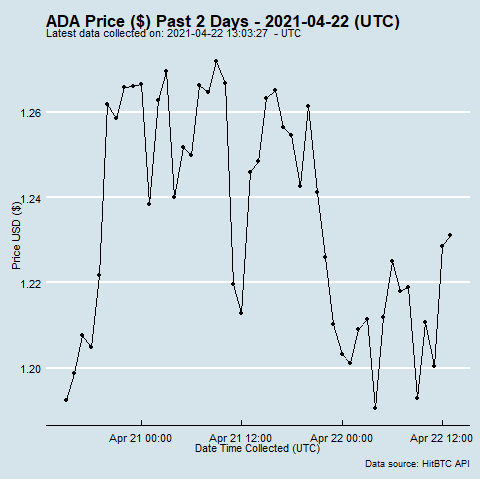 ADA Price ($) Past 2 Days - 2021-04-22 (UTC)
Latest data collected on: 2021-04-22 13:03:27 - UTC
1.26
1.24
1.22
1.20
Price USD ($)
Apr 21 00:00
Apr 21 12:00
Apr 22 00:00
Apr 22 12:00
Date Time Collected (UTC)
Data source: HitBTC API